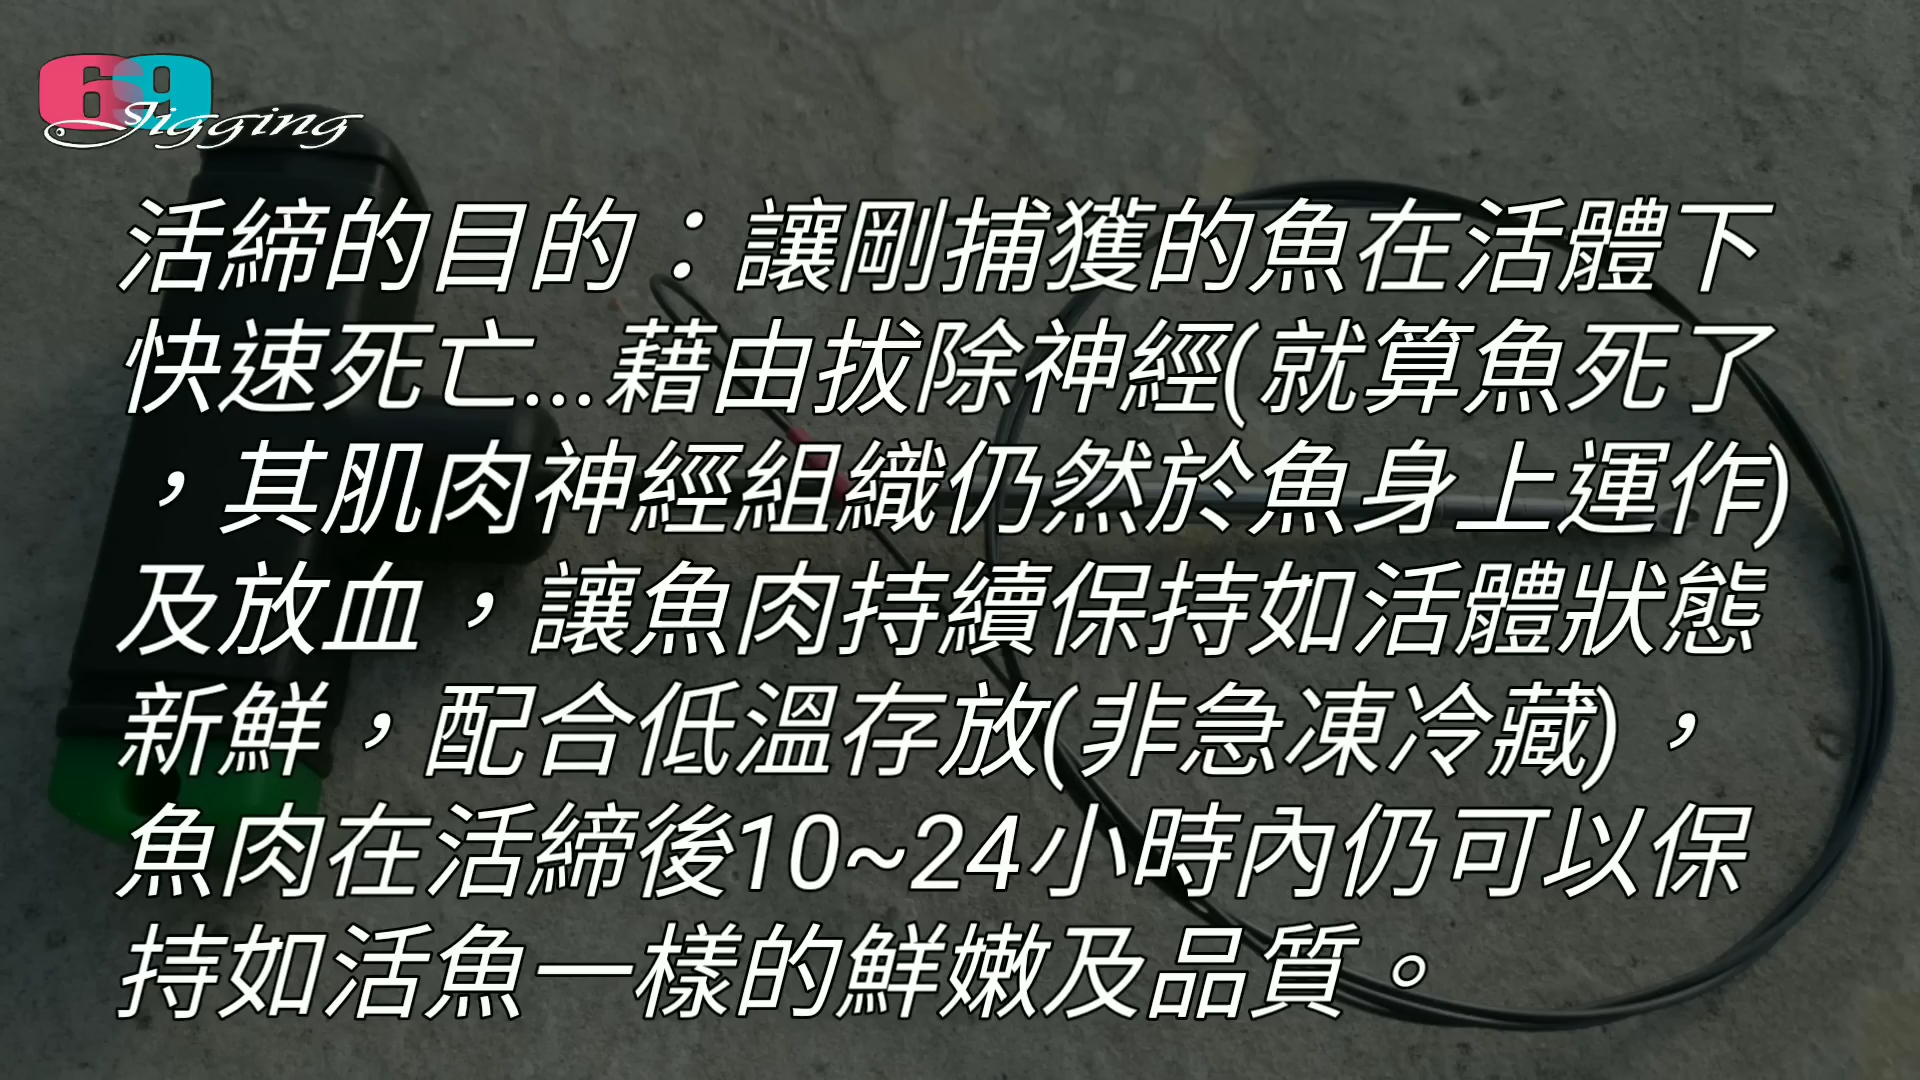 69
Jigging
活締的目的：讓剛捕獲的魚在活體下
快速死亡...藉由拔除神經(就算魚死了
，其肌肉神經組織仍然於魚身上運作)
及放血，讓魚肉持續保持如活體狀態
新鮮，配合低溫存放(非急凍冷藏)，
魚肉在活締後10~24小時內仍可以保
持如活魚一樣的鮮嫩及品質。